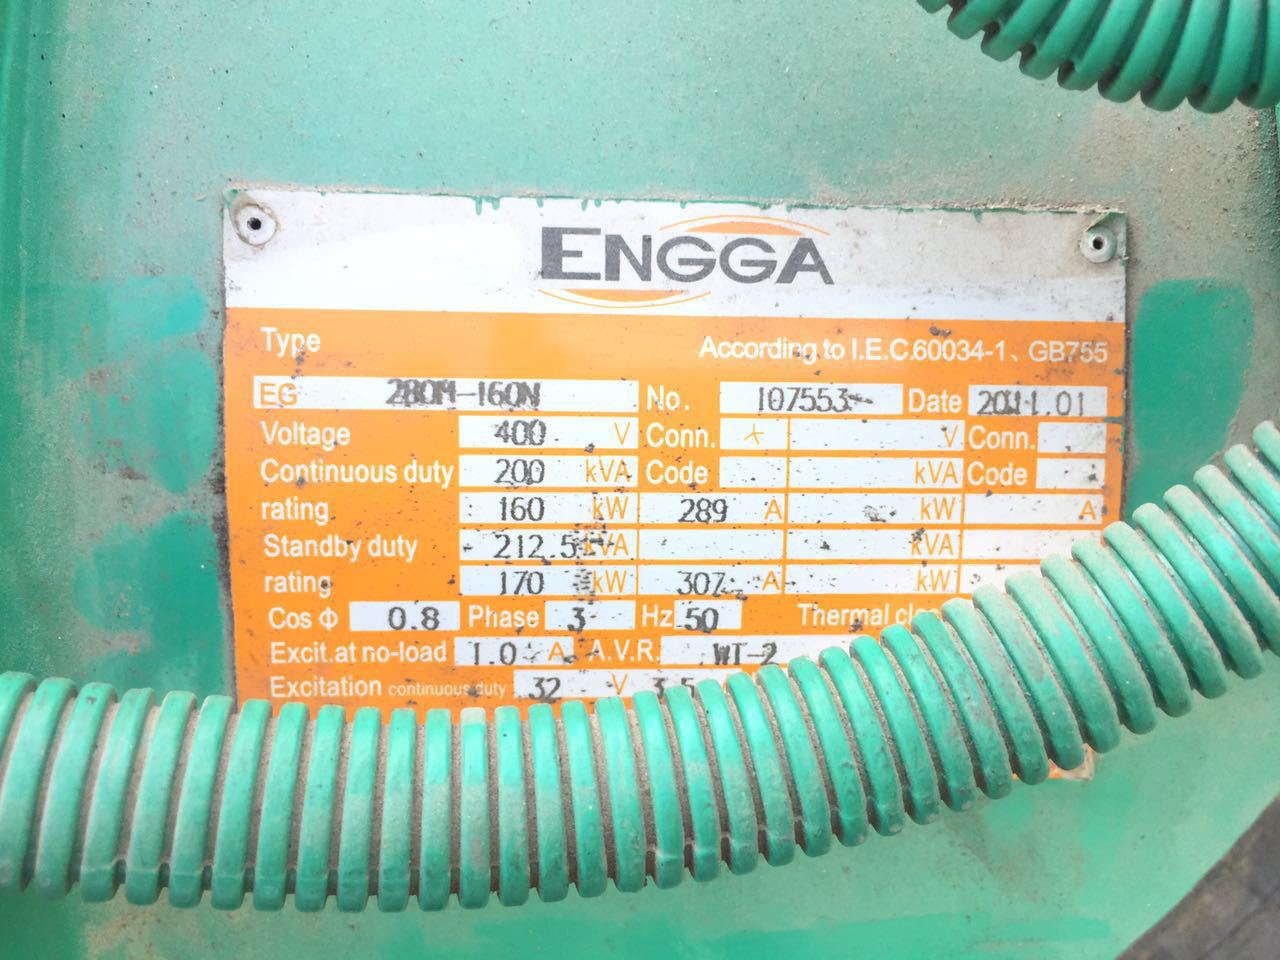 ENGGA
Type According to I.E.C.60034-1、GB755
EG 280M-160N No. 107553 Date 2011.01
Voltage 400 V Conn. V Conn.
Continuous duty 200 kVA Code kVA Code
rating 160 kW 289 A kW A
Standby duty 212.5 kVA kVA
rating 170 kW 307 A kW
Cos Φ 0.8 Phase 3 Hz 50 Thermal
Excit.at no-load 1.0 A A.V.R. WT-2
Excitation continuous duty 32 V 3.5